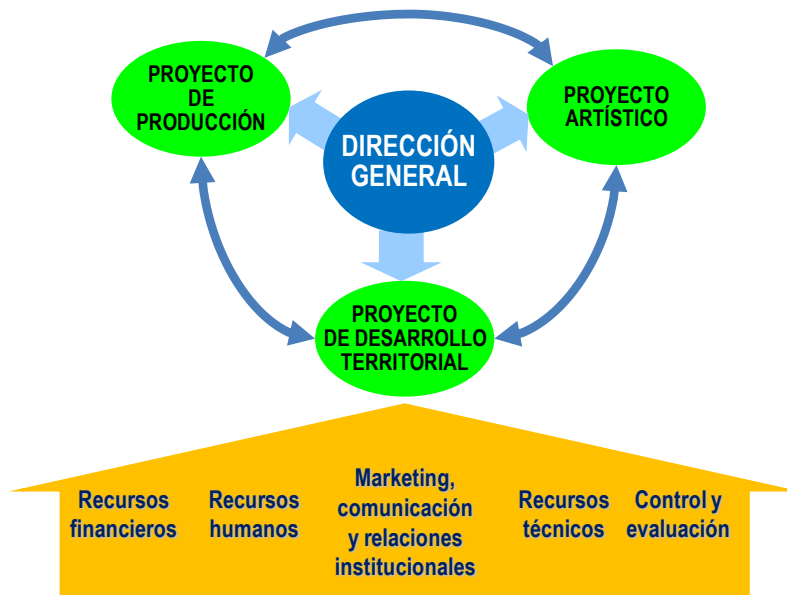 PROYECTO
DE
PRODUCCIÓN
PROYECTO
ARTÍSTICO
DIRECCIÓN
GENERAL
PROYECTO
DE DESARROLLO
TERRITORIAL
Recursos
financieros
Recursos
humanos
Marketing,
comunicación
y relaciones
institucionales
Recursos
técnicos
Control y
evaluación